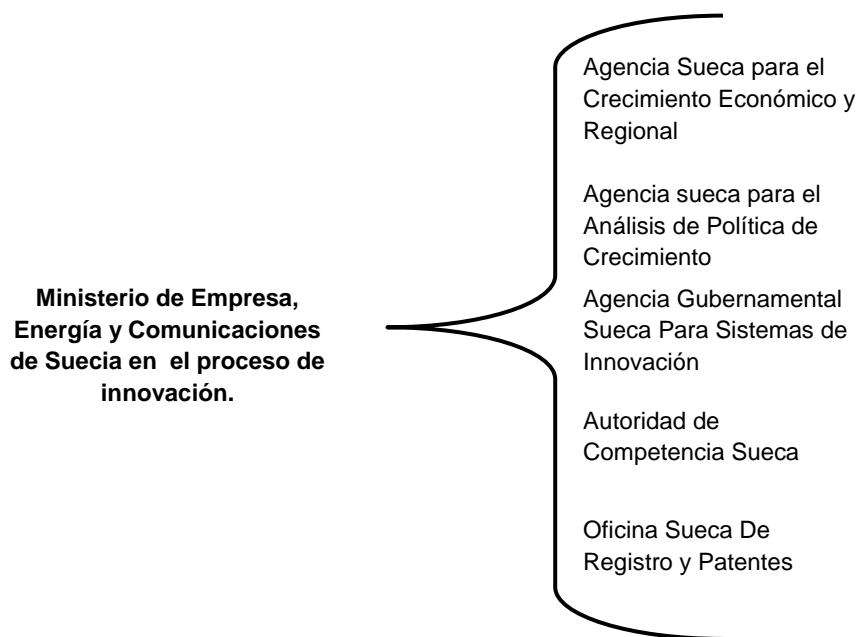 Ministerio de Empresa,
Energía y Comunicaciones
de Suecia en  el proceso de
innovación.
Agencia Sueca para el
Crecimiento Económico y
Regional
Agencia sueca para el
Análisis de Política de
Crecimiento
Agencia Gubernamental
Sueca Para Sistemas de
Innovación
Autoridad de
Competencia Sueca
Oficina Sueca De
Registro y Patentes